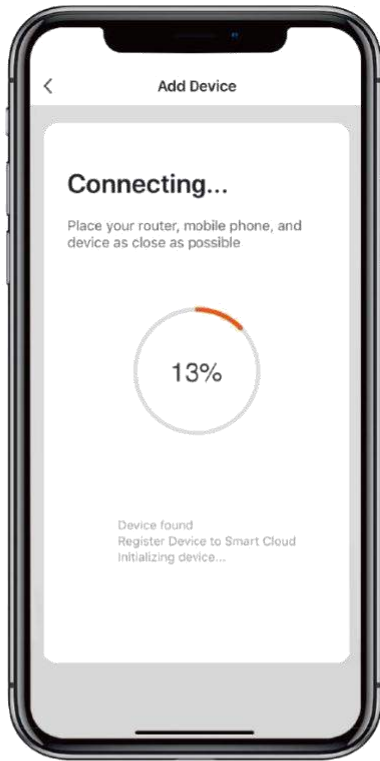 Add Device
Connecting...
Place your router, mobile phone, and
device as close as possible
13%
Device found
Register Device to Smart Cloud
Initializing device...